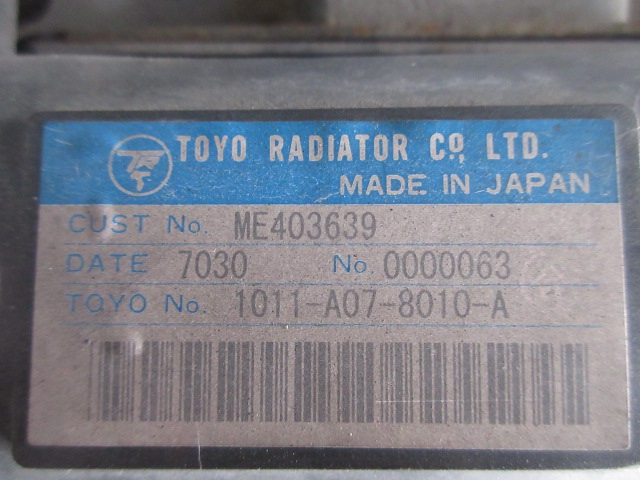 TOYO RADIATOR Co., LTD.
MADE IN JAPAN
CUST No. ME403639
DATE 7030 No 0000063
TOYO No. 1011-A07-8010-A